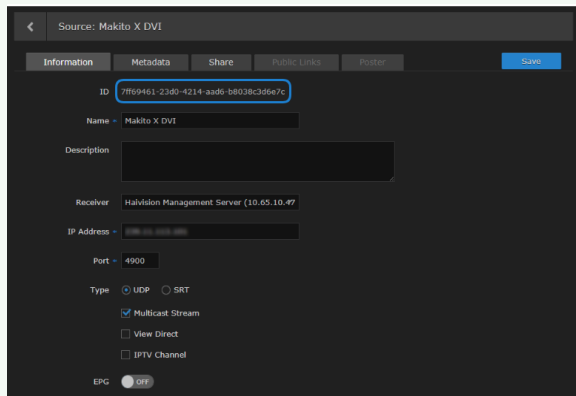 Source: Makito X DVI
Information Metadata Share Public Links Poster Save
ID 7ff69461-23d0-4214-aad6-b8038c3d6e7c
Name Makito X DVI
Description
Receiver Haivision Management Server (10.65.10.47
IP Address
Port 4900
Type UDP SRT
Multicast Stream
View Direct
IPTV Channel
EPG OFF